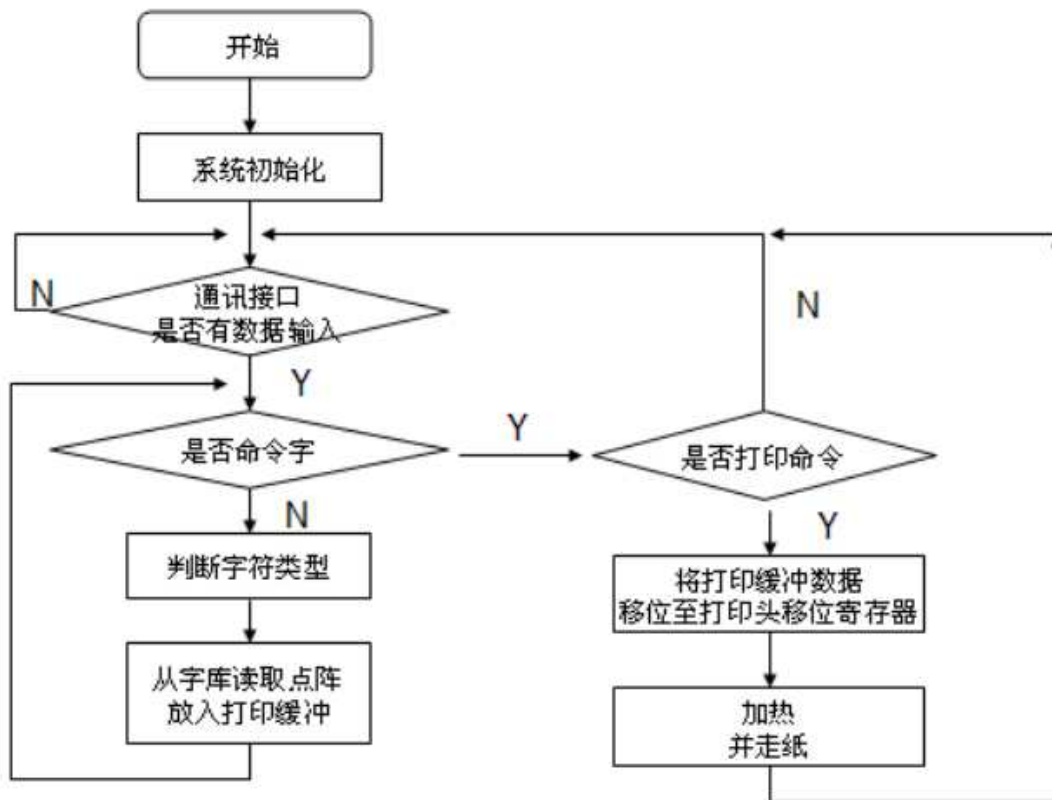 开始
系统初始化
N
通讯接口
是否有数据输入
N
Y
是否命令字
Y
是否打印命令
N
Y
判断字符类型
将打印缓冲数据
移位至打印头移位寄存器
从字库读取点阵
放入打印缓冲
加热
并走纸